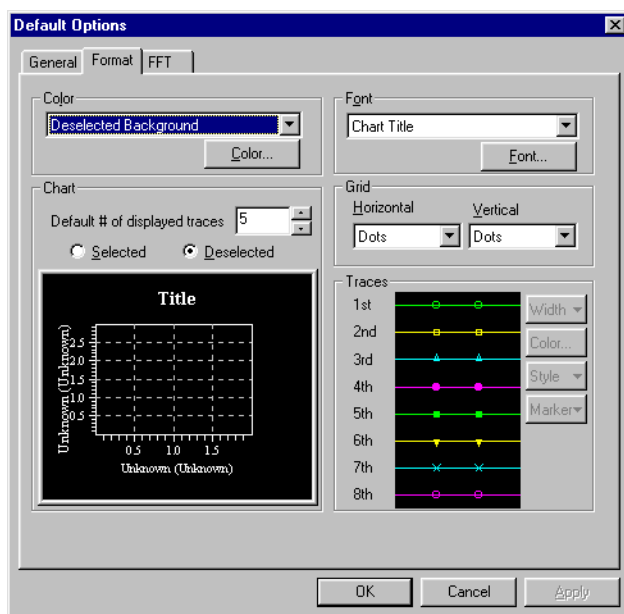 Default Options
General Format FFT
Color
Deselected Background
Color...
Font
Chart Title
Font...
Chart
Default # of displayed traces 5
Selected Deselected
Title
Unknown (Unknown)
2.5
2.0
1.5
1.0
0.5
0.5 1.0 1.5
Unknown (Unknown)
Grid
Horizontal Vertical
Dots Dots
Traces
1st
2nd
3rd
4th
5th
6th
7th
8th
Width
Color...
Style
Marker
OK Cancel Apply